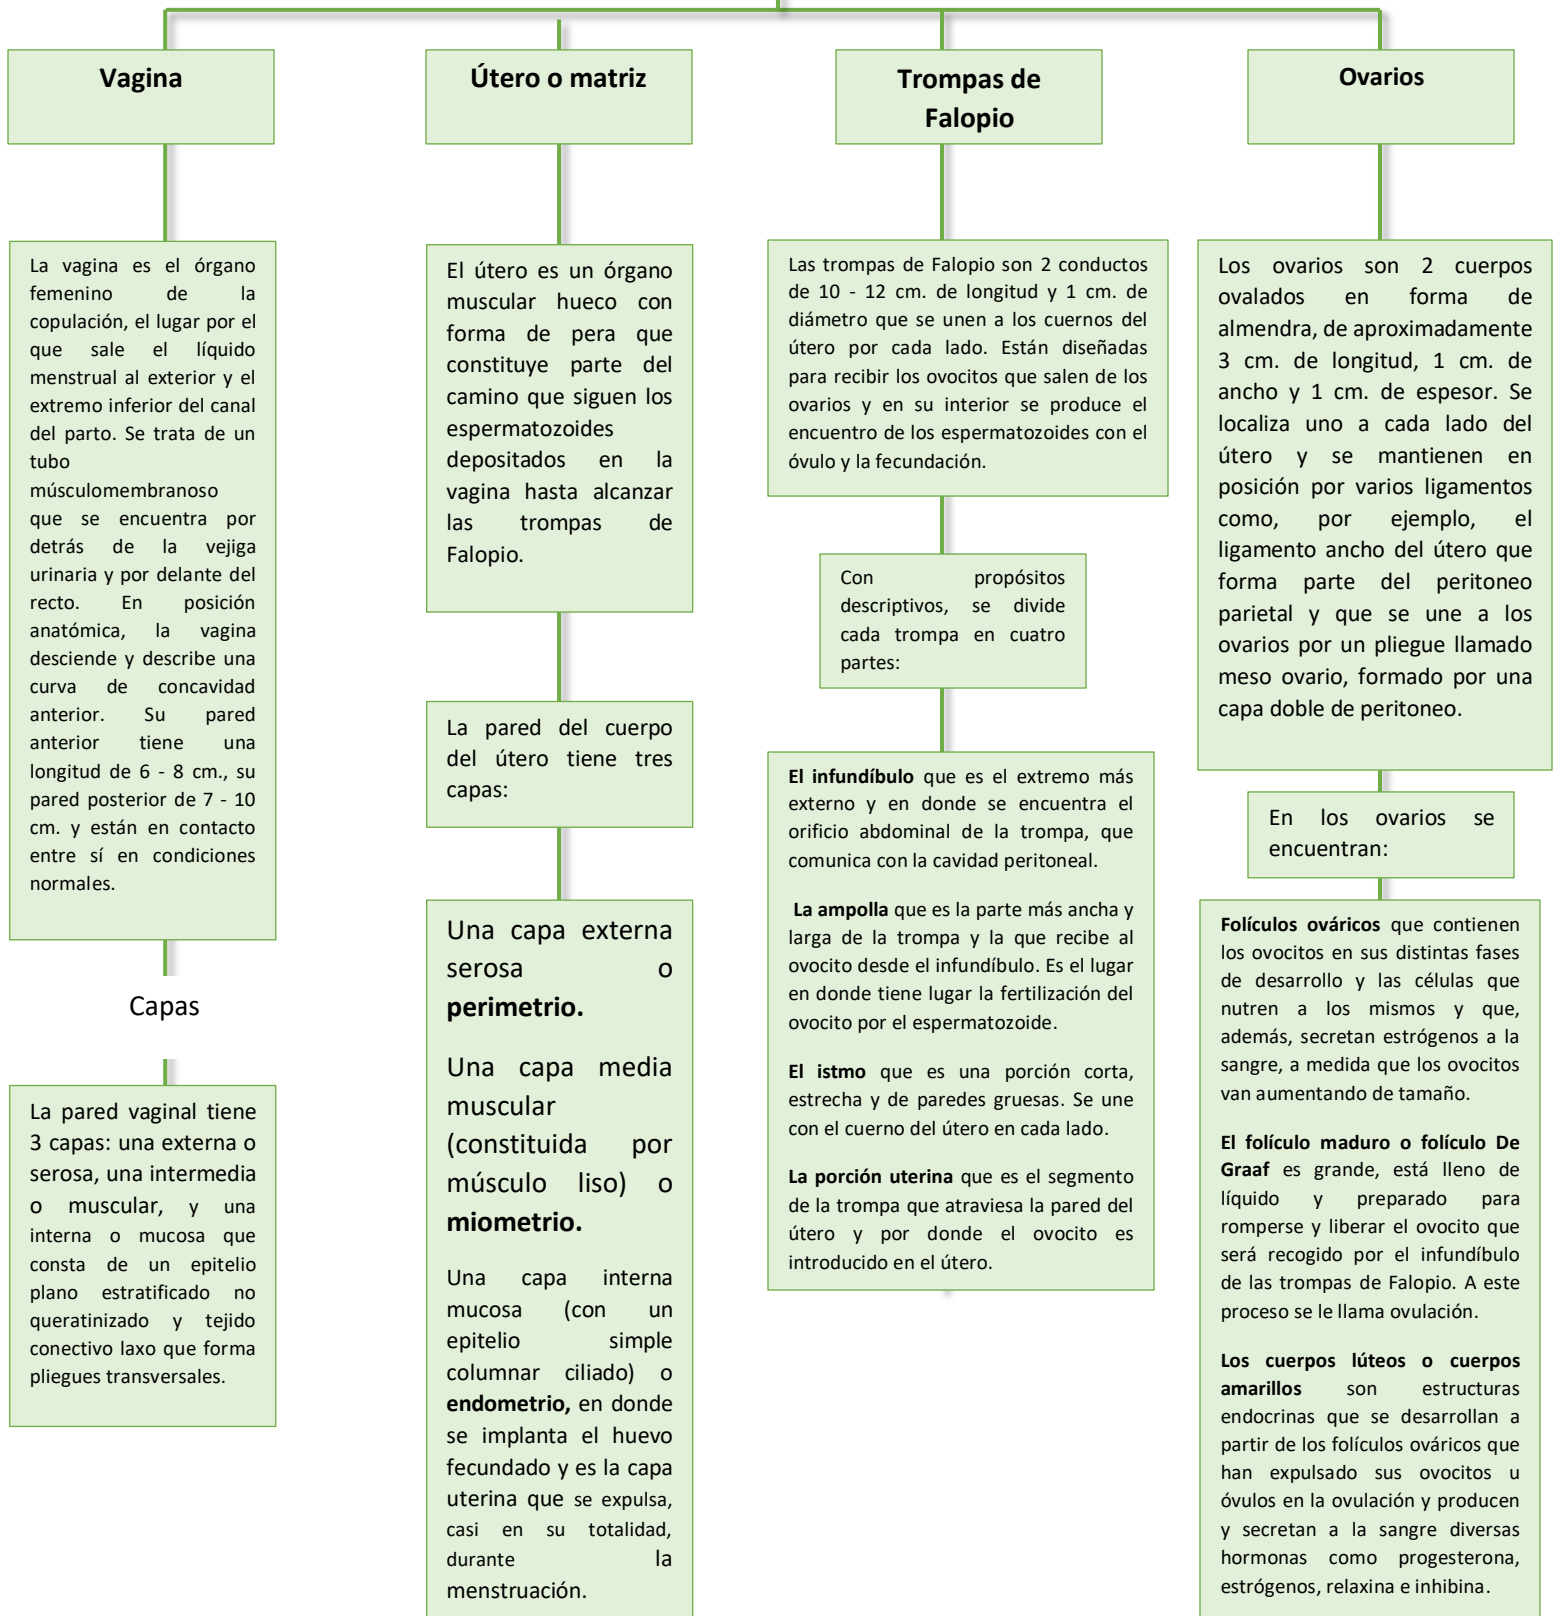 Vagina
La vagina es el órgano
femenino de la
copulación, el lugar por el
que sale el líquido
menstrual al exterior y el
extremo inferior del canal
del parto. Se trata de un
tubo
músculomembranoso
que se encuentra por
detrás de la vejiga
urinaria y por delante del
recto. En posición
anatómica, la vagina
desciende y describe una
curva de concavidad
anterior. Su pared
anterior tiene una
longitud de 6 - 8 cm., su
pared posterior de 7 - 10
cm. y están en contacto
entre sí en condiciones
normales.
Capas
La pared vaginal tiene
3 capas: una externa o
serosa, una intermedia
o muscular, y una
interna o mucosa que
consta de un epitelio
plano estratificado no
queratinizado y tejido
conectivo laxo que forma
pliegues transversales.
Útero o matriz
El útero es un órgano
muscular hueco con
forma de pera que
constituye parte del
camino que siguen los
espermatozoides
depositados en la
vagina hasta alcanzar
las trompas de
Falopio.
La pared del cuerpo
del útero tiene tres
capas:
Una capa externa
serosa o
perimetrio.
Una capa media
muscular
(constituida por
músculo liso) o
miometrio.
Una capa interna
mucosa (con un
epitelio simple
columnar ciliado) o
endometrio, en donde
se implanta el huevo
fecundado y es la capa
uterina que se expulsa,
casi en su totalidad,
durante la
menstruación.
Trompas de
Falopio
Las trompas de Falopio son 2 conductos
de 10 - 12 cm. de longitud y 1 cm. de
diámetro que se unen a los cuernos del
útero por cada lado. Están diseñadas
para recibir los ovocitos que salen de los
ovarios y en su interior se produce el
encuentro de los espermatozoides con el
óvulo y la fecundación.
Con propósitos
descriptivos, se divide
cada trompa en cuatro
partes:
El infundíbulo que es el extremo más
externo y en donde se encuentra el
orificio abdominal de la trompa, que
comunica con la cavidad peritoneal.
La ampolla que es la parte más ancha y
larga de la trompa y la que recibe al
ovocito desde el infundíbulo. Es el lugar
en donde tiene lugar la fertilización del
ovocito por el espermatozoide.
El istmo que es una porción corta,
estrecha y de paredes gruesas. Se une
con el cuerno del útero en cada lado.
La porción uterina que es el segmento
de la trompa que atraviesa la pared del
útero y por donde el ovocito es
introducido en el útero.
Ovarios
Los ovarios son 2 cuerpos
ovalados en forma de
almendra, de aproximadamente
3 cm. de longitud, 1 cm. de
ancho y 1 cm. de espesor. Se
localiza uno a cada lado del
útero y se mantienen en
posición por varios ligamentos
como, por ejemplo, el
ligamento ancho del útero que
forma parte del peritoneo
parietal y que se une a los
ovarios por un pliegue llamado
meso ovario, formado por una
capa doble de peritoneo.
En los ovarios se
encuentran:
Folículos ováricos que contienen
los ovocitos en sus distintas fases
de desarrollo y las células que
nutren a los mismos y que,
además, secretan estrógenos a la
sangre, a medida que los ovocitos
van aumentando de tamaño.
El folículo maduro o folículo De
Graaf es grande, está lleno de
líquido y preparado para
romperse y liberar el ovocito que
será recogido por el infundíbulo
de las trompas de Falopio. A este
proceso se le llama ovulación.
Los cuerpos lúteos o cuerpos
amarillos son estructuras
endocrinas que se desarrollan a
partir de los folículos ováricos que
han expulsado sus ovocitos u
óvulos en la ovulación y producen
y secretan a la sangre diversas
hormonas como progesterona,
estrógenos, relaxina e inhibina.